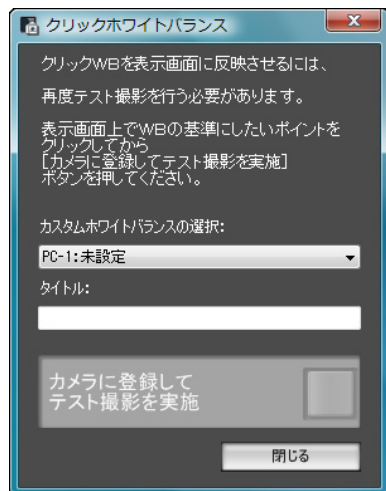 クリックホワイトバランス
クリックWBを表示画面に反映させるには、
再度テスト撮影を行う必要があります。
表示画面上でWBの基準にしたいポイントを
クリックしてから
[カメラに登録してテスト撮影を実施]
ボタンを押してください。
カスタムホワイトバランスの選択:
PC-1:未設定
タイトル:
カメラに登録して
テスト撮影を実施
閉じる